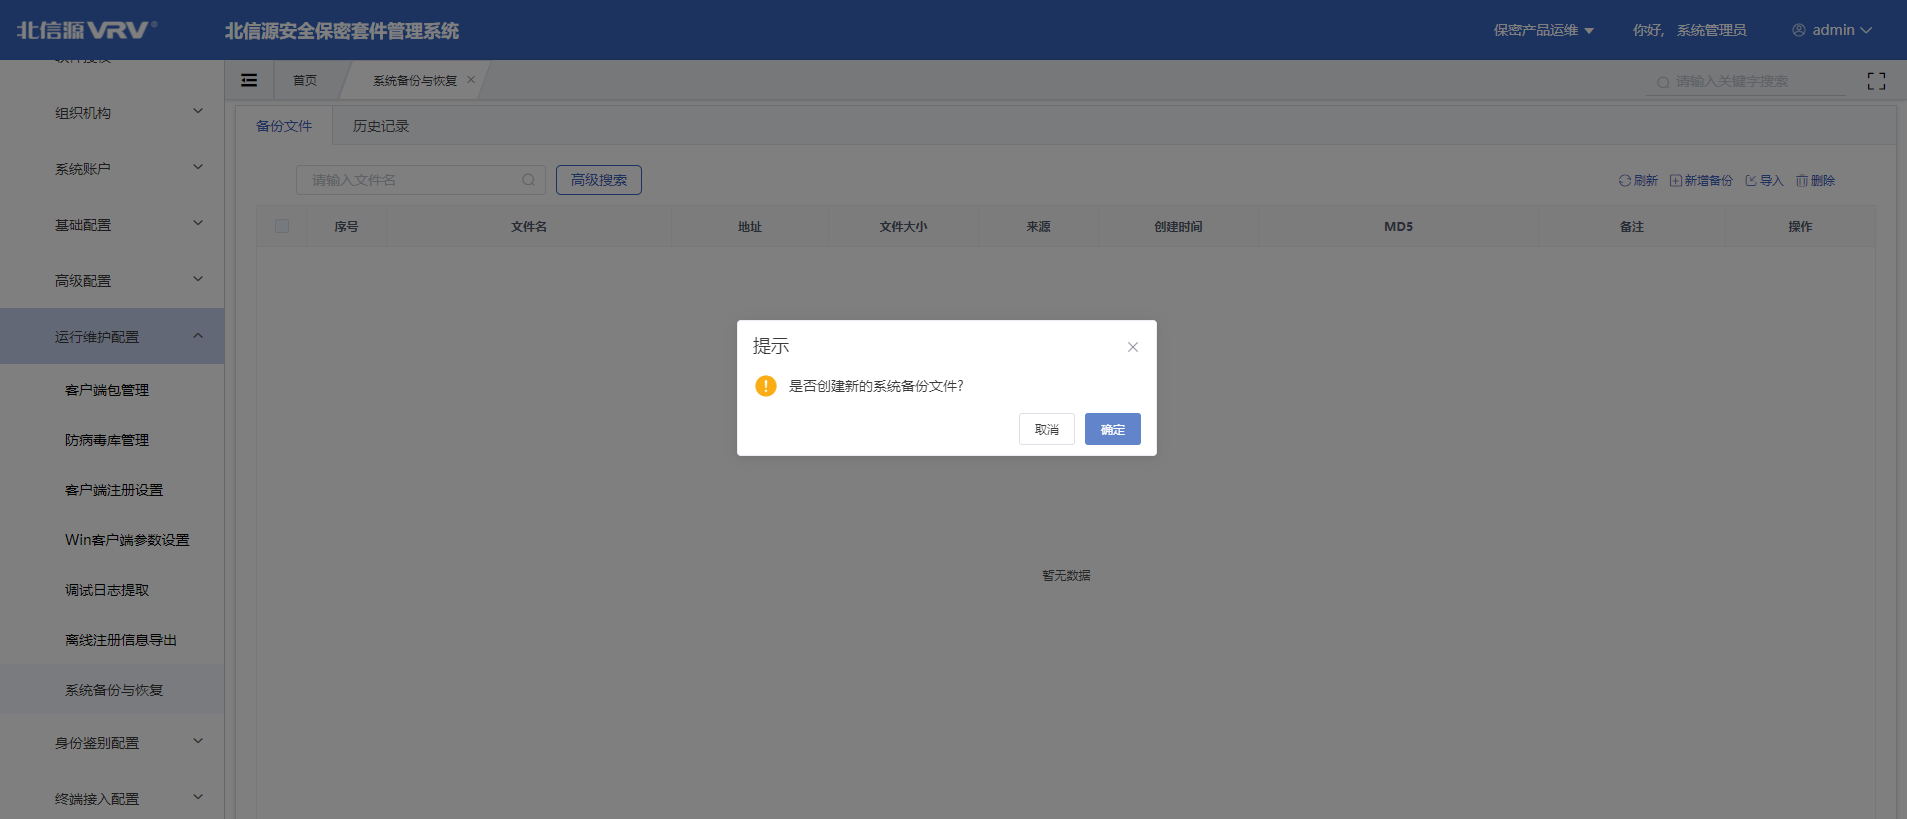 北信源VRV®
北信源安全保密套件管理系统
保密产品运维
你好， 系统管理员
admin
首页
系统备份与恢复
请输入关键字搜索
组织机构
系统账户
基础配置
高级配置
运行维护配置
客户端包管理
防病毒库管理
客户端注册设置
Win客户端参数设置
调试日志提取
离线注册信息导出
系统备份与恢复
身份鉴别配置
终端接入配置
备份文件 历史记录
请输入文件名
高级搜索
刷新 新增备份 导入 删除
序号 文件名 地址 文件大小 来源 创建时间 MD5 备注 操作
提示
是否创建新的系统备份文件?
取消 确定
暂无数据